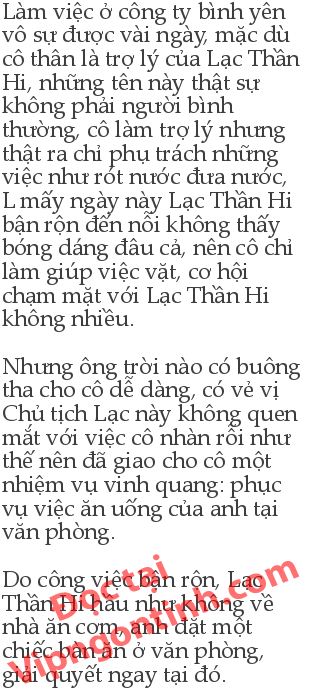 Làm việc ở công ty bình yên
vô sự được vài ngày, mặc dù
cô thân là trợ lý của Lạc Thần
Hi, những tên này thật sự
không phải người bình
thường, cô làm trợ lý nhưng
thật ra chỉ phụ trách những
việc như rót nước đưa nước,
L mấy ngày này Lạc Thần Hi
bận rộn đến nỗi không thấy
bóng dáng đâu cả, nên cô chỉ
làm giúp việc vặt, cơ hội
chạm mặt với Lạc Thần Hi
không nhiều.
Nhưng ông trời nào có buông
tha cho cô dễ dàng, có vẻ vị
Chủ tịch Lạc này không quen
mắt với việc cô nhàn rỗi như
thế nên đã giao cho cô một
nhiệm vụ vinh quang: phục
vụ việc ăn uống của anh tại
văn phòng.
Do công việc bận rộn, Lạc
Thần Hi hầu như không về
nhà ăn cơm, anh đặt một
chiếc bàn ăn ở văn phòng,
giải quyết ngay tại đó.
Đọc tại
Vipngontinh.com